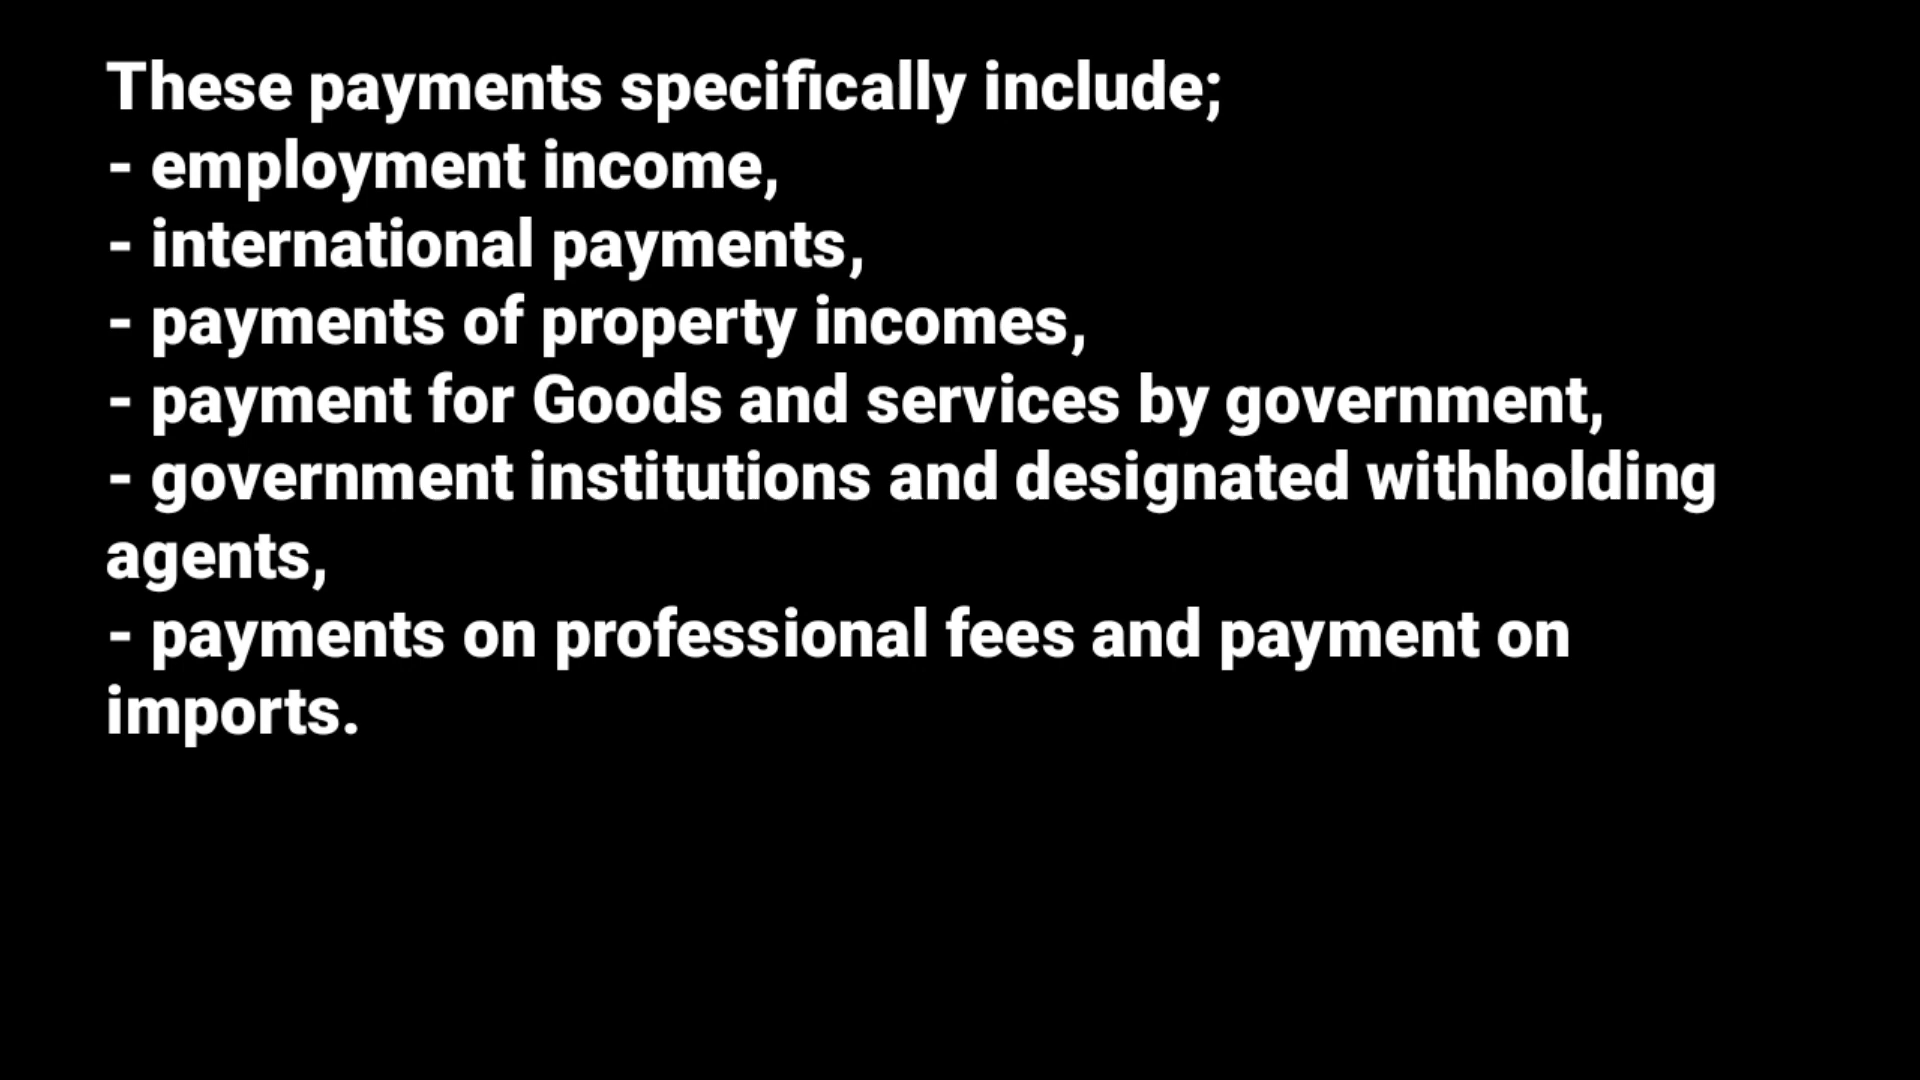 These payments specifically include;
- employment income,
- international payments,
- payments of property incomes,
- payment for Goods and services by government,
- government institutions and designated withholding
agents,
- payments on professional fees and payment on
imports.